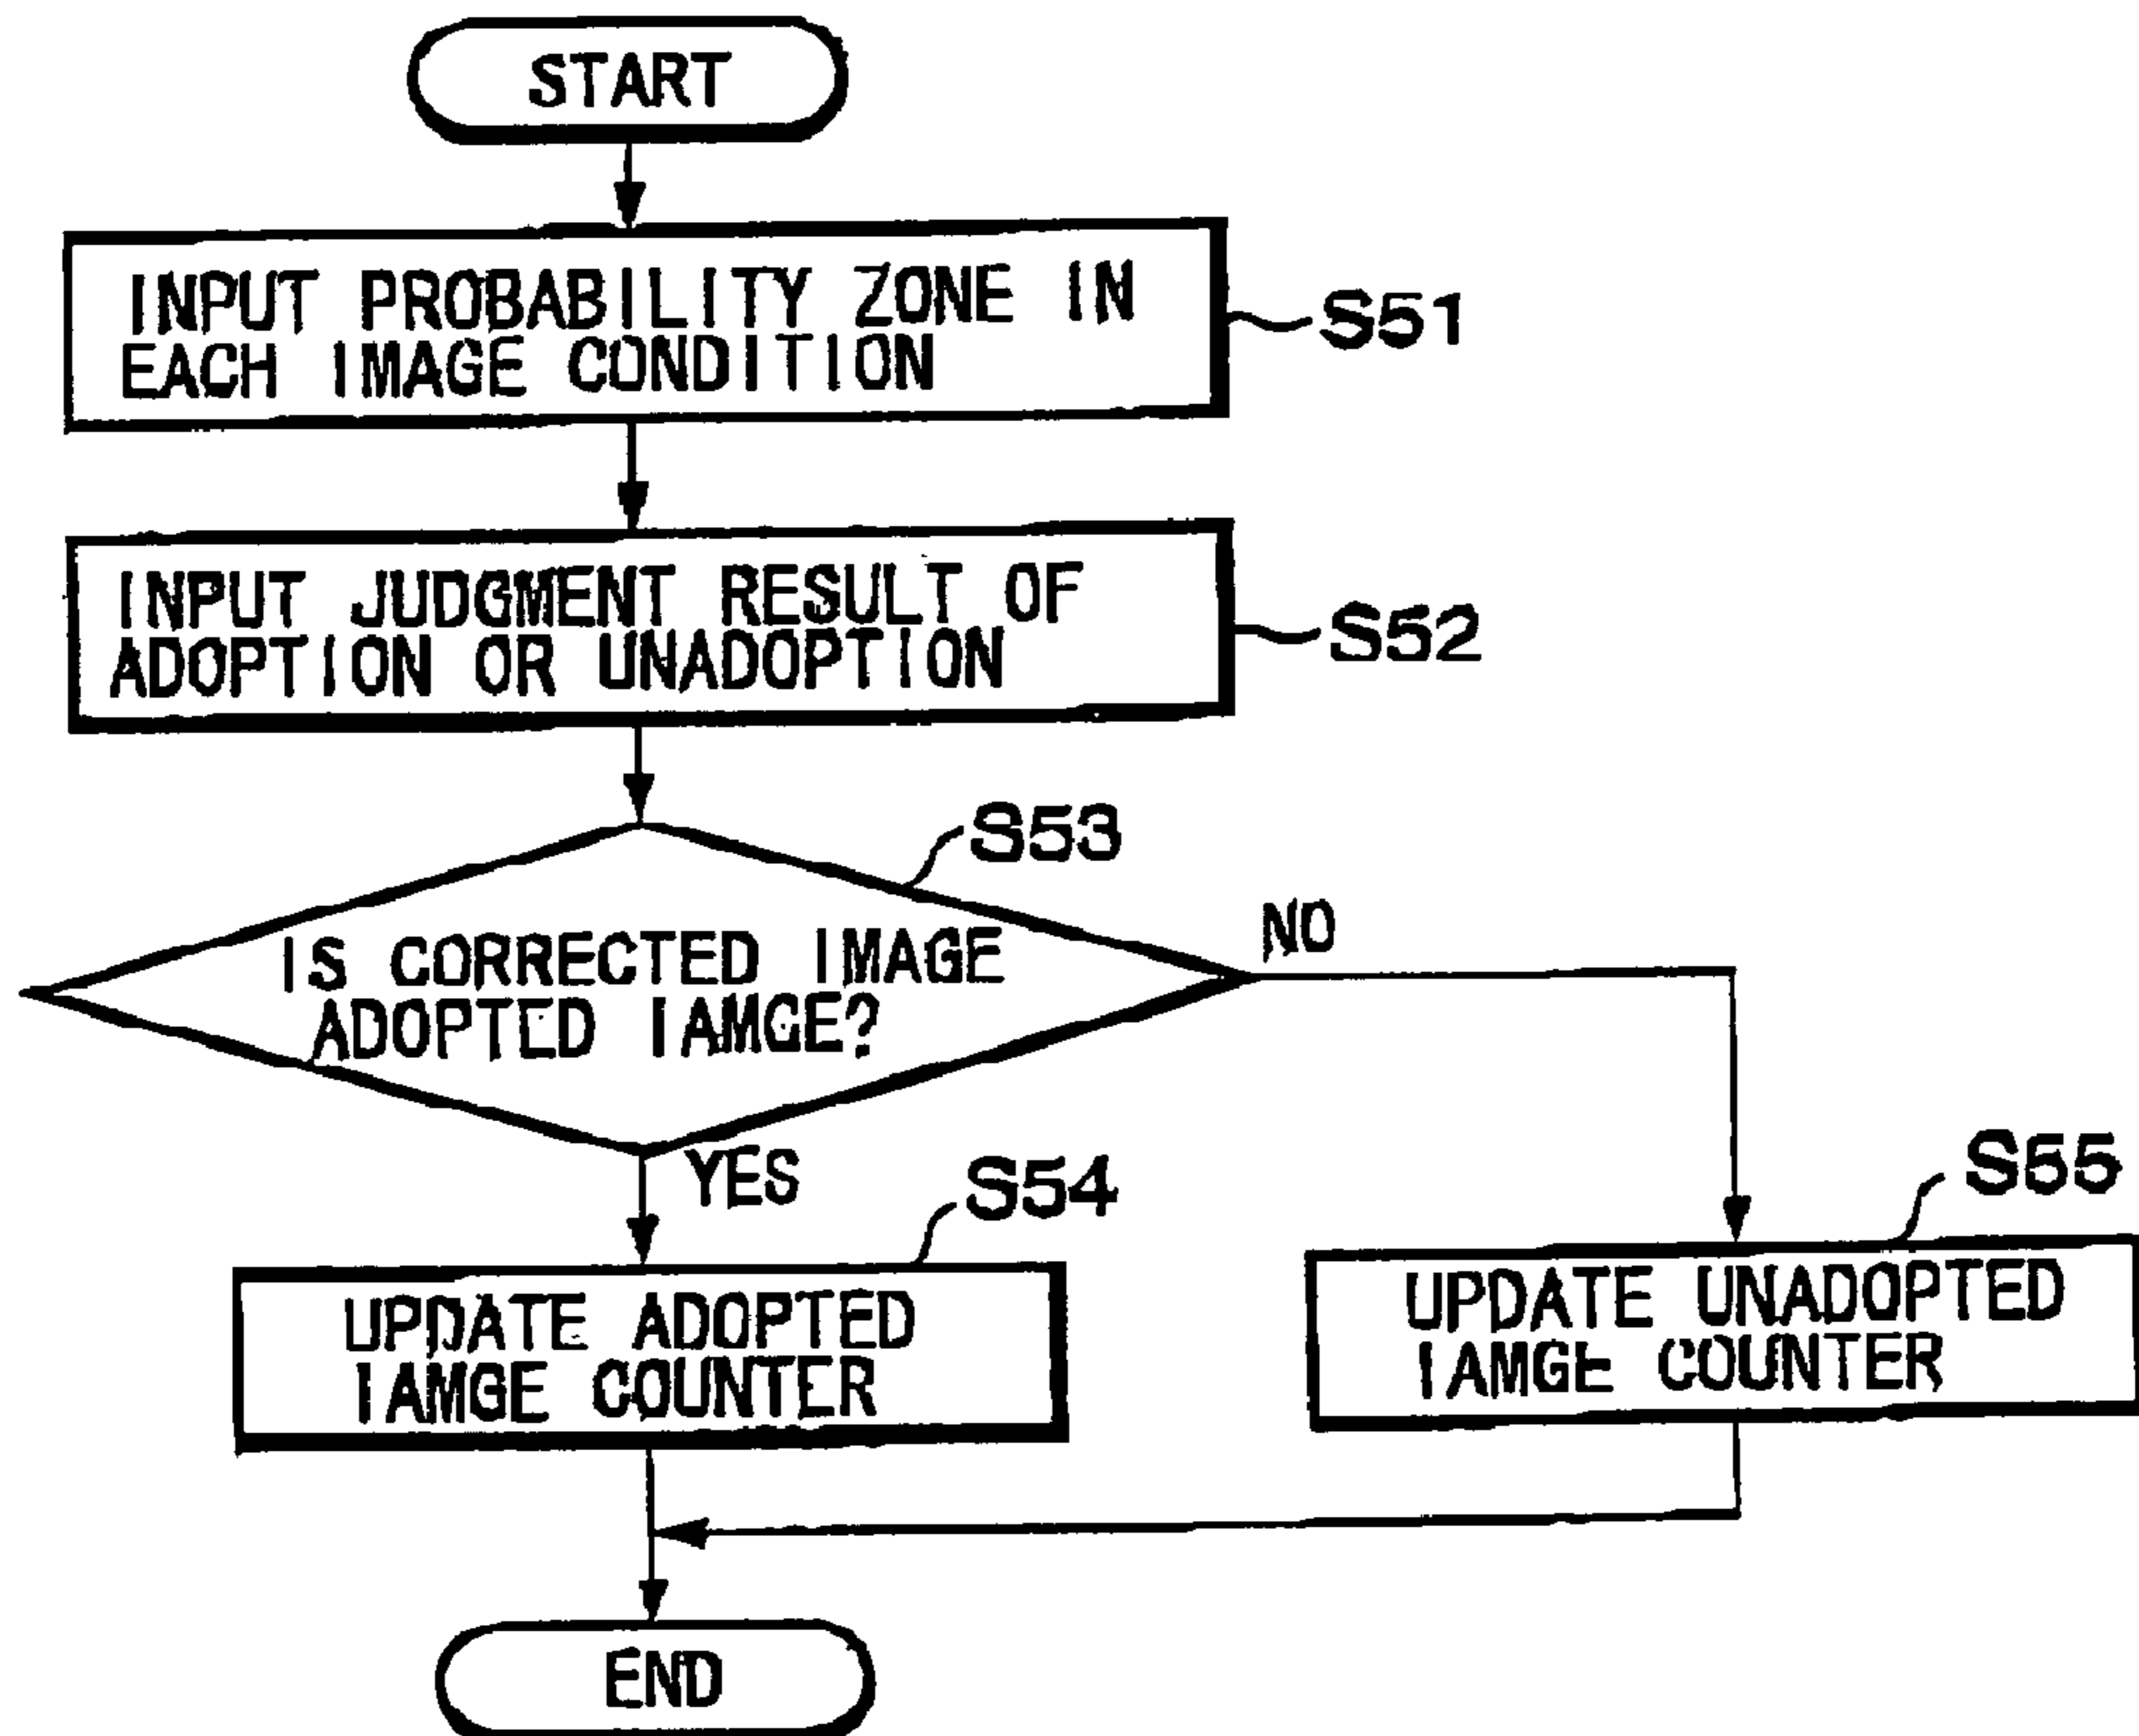 START
INPUT PROBABILITY ZONE IN
EACH IMAGE CONDITION
S51
INPUT JUDGMENT RESULT OF
ADOPTION OR UNADOPTION
S52
S53
IS CORRECTED IMAGE
ADOPTED IAMGE?
NO
YES
S54
UPDATE ADOPTED
IAMGE COUNTER
S55
UPDATE UNADOPTED
IAMGE COUNTER
END